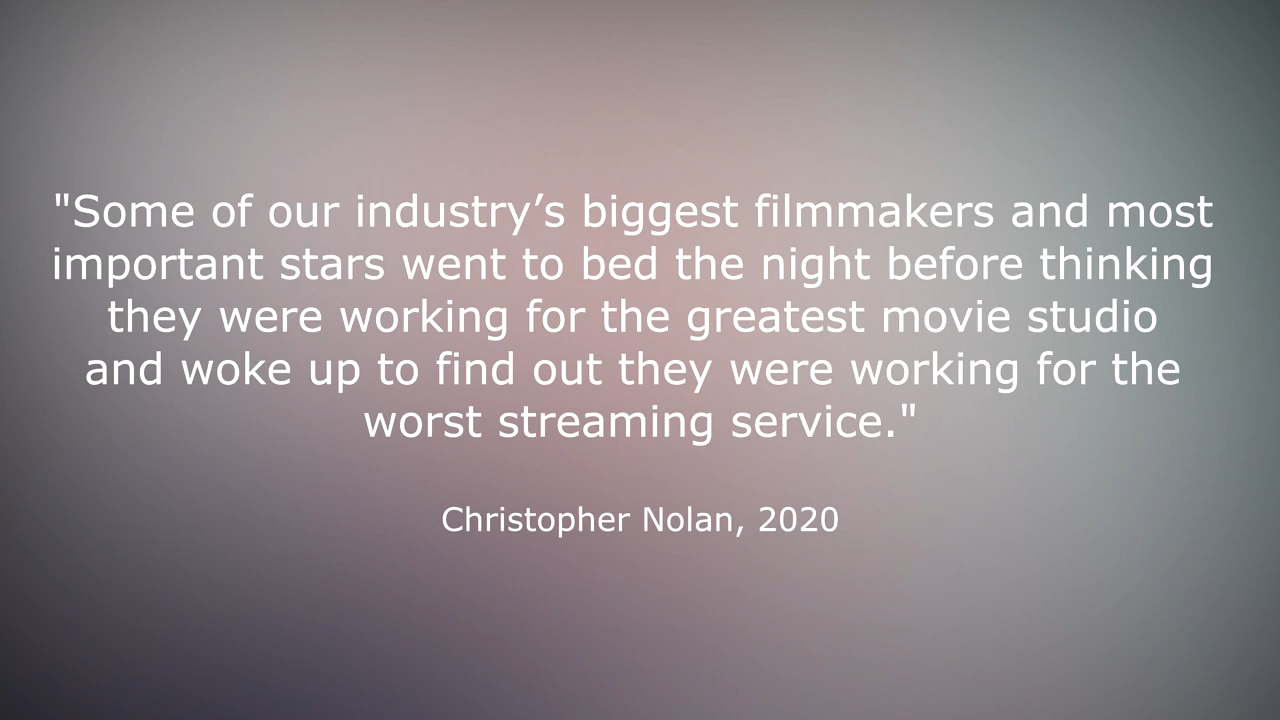 "Some of our industry’s biggest filmmakers and most
important stars went to bed the night before thinking
they were working for the greatest movie studio
and woke up to find out they were working for the
worst streaming service."
Christopher Nolan, 2020